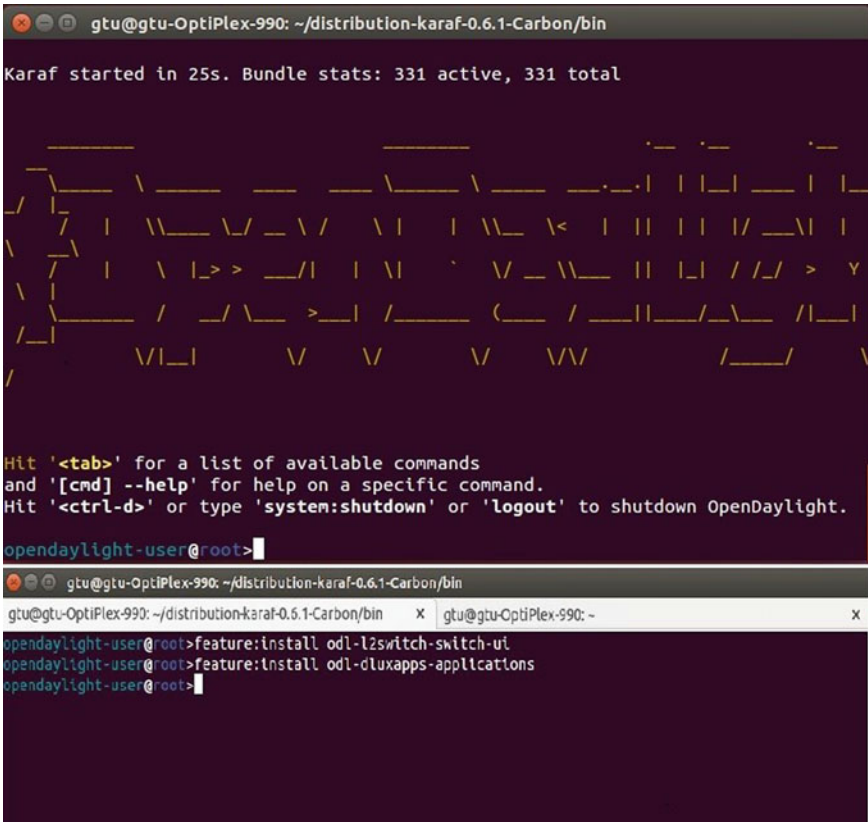 gtu@gtu-OptiPlex-990: ~/distribution-karaf-0.6.1-Carbon/bin
Karaf started in 25s. Bundle stats: 331 active, 331 total
Hit '<tab>' for a list of available commands
and '[cmd] --help' for help on a specific command.
Hit '<ctrl-d>' or type 'system:shutdown' or 'logout' to shutdown OpenDaylight.
opendaylight-user@root>
gtu@gtu-OptiPlex-990: ~/distribution-karaf-0.6.1-Carbon/bin
gtu@gtu-OptiPlex-990: ~/distribution-karaf-0.6.1-Carbon/bin x gtu@gtu-OptiPlex-990: ~ x
opendaylight-user@root>feature:install odl-l2switch-switch-ui
opendaylight-user@root>feature:install odl-dluxapps-applications
opendaylight-user@root>